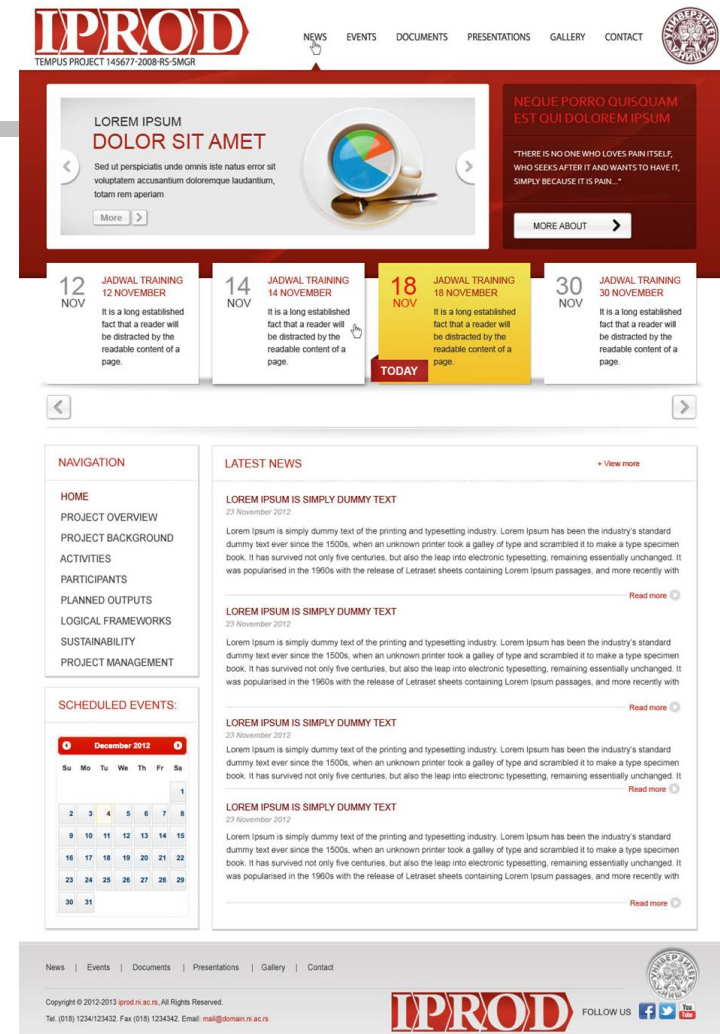 IPROD
TEMPUS PROJECT 145677-2008-RS-SMGR
NEWS EVENTS DOCUMENTS PRESENTATIONS GALLERY CONTACT
УНИВЕРЗИТЕТ У НИШУ
LOREM IPSUM
DOLOR SIT AMET
Sed ut perspiciatis unde omnis iste natus error sit
voluptatem accusantium doloremque laudantium,
totam rem aperiam
More
NEQUE PORRO QUISQUAM
EST QUI DOLOREM IPSUM
"THERE IS NO ONE WHO LOVES PAIN ITSELF,
WHO SEEKS AFTER IT AND WANTS TO HAVE IT,
SIMPLY BECAUSE IT IS PAIN..."
MORE ABOUT
12
NOV
JADWAL TRAINING
12 NOVEMBER
It is a long established
fact that a reader will
be distracted by the
readable content of a
page.
14
NOV
JADWAL TRAINING
14 NOVEMBER
It is a long established
fact that a reader will
be distracted by the
readable content of a
page.
18
NOV
JADWAL TRAINING
18 NOVEMBER
It is a long established
fact that a reader will
be distracted by the
readable content of a
page.
TODAY
30
NOV
JADWAL TRAINING
30 NOVEMBER
It is a long established
fact that a reader will
be distracted by the
readable content of a
page.
NAVIGATION
HOME
PROJECT OVERVIEW
PROJECT BACKGROUND
ACTIVITIES
PARTICIPANTS
PLANNED OUTPUTS
LOGICAL FRAMEWORKS
SUSTAINABILITY
PROJECT MANAGEMENT
SCHEDULED EVENTS:
December 2012
Su Mo Tu We Th Fr Sa
1
2 3 4 5 6 7 8
9 10 11 12 13 14 15
16 17 18 19 20 21 22
23 24 25 26 27 28 29
30 31
LATEST NEWS
+ View more
LOREM IPSUM IS SIMPLY DUMMY TEXT
23 November 2012
Lorem Ipsum is simply dummy text of the printing and typesetting industry. Lorem Ipsum has been the industry's standard
dummy text ever since the 1500s, when an unknown printer took a galley of type and scrambled it to make a type specimen
book. It has survived not only five centuries, but also the leap into electronic typesetting, remaining essentially unchanged. It
was popularised in the 1960s with the release of Letraset sheets containing Lorem Ipsum passages, and more recently with
Read more
LOREM IPSUM IS SIMPLY DUMMY TEXT
23 November 2012
Lorem Ipsum is simply dummy text of the printing and typesetting industry. Lorem Ipsum has been the industry's standard
dummy text ever since the 1500s, when an unknown printer took a galley of type and scrambled it to make a type specimen
book. It has survived not only five centuries, but also the leap into electronic typesetting, remaining essentially unchanged. It
was popularised in the 1960s with the release of Letraset sheets containing Lorem Ipsum passages, and more recently with
Read more
LOREM IPSUM IS SIMPLY DUMMY TEXT
23 November 2012
Lorem Ipsum is simply dummy text of the printing and typesetting industry. Lorem Ipsum has been the industry's standard
dummy text ever since the 1500s, when an unknown printer took a galley of type and scrambled it to make a type specimen
book. It has survived not only five centuries, but also the leap into electronic typesetting, remaining essentially unchanged. It
Read more
LOREM IPSUM IS SIMPLY DUMMY TEXT
23 November 2012
Lorem Ipsum is simply dummy text of the printing and typesetting industry. Lorem Ipsum has been the industry's standard
dummy text ever since the 1500s, when an unknown printer took a galley of type and scrambled it to make a type specimen
book. It has survived not only five centuries, but also the leap into electronic typesetting, remaining essentially unchanged. It
was popularised in the 1960s with the release of Letraset sheets containing Lorem Ipsum passages, and more recently with
Read more
News | Events | Documents | Presentations | Gallery | Contact
Copyright © 2012-2013 iprod.ni.ac.rs, All Rights Reserved.
Tel. (018) 1234/123432. Fax (018) 1234342. Email: mail@domain.ni.ac.rs
IPROD
УНИВЕРЗИТЕТ У НИШУ
FOLLOW US
You
Tube